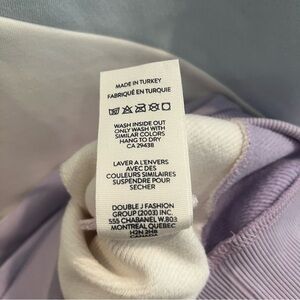 MADE IN TURKEY
FABRIQUÉ EN TURQUIE
WASH INSIDE OUT
ONLY WASH WITH
SIMILAR COLORS
HANG TO DRY
CA 29438
LAVER A L'ENVERS
AVEC DES
COULEURS SIMILAIRES
SUSPENDRE POUR
SECHER
DOUBLE J FASHION
GROUP (2003) INC.
555 CHABANEL W.803
MONTREAL QUEBEC
H2N 2H8
CANADA